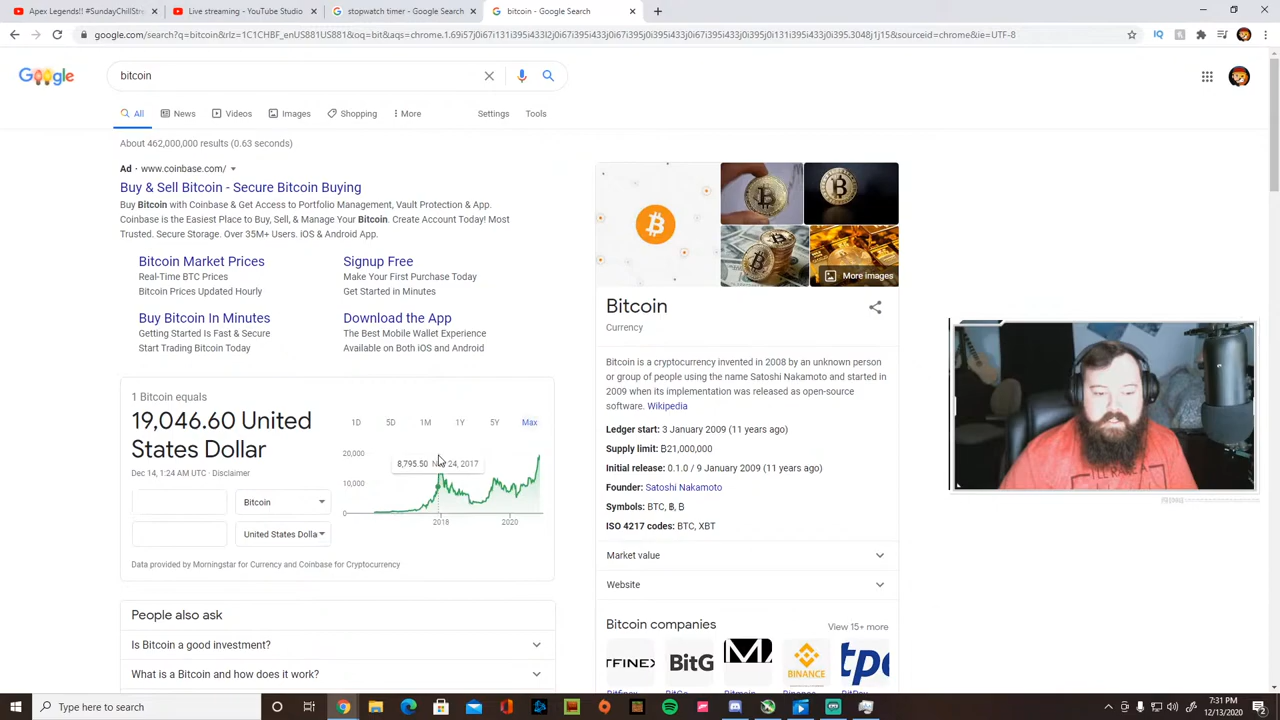 Apex Legends!! #SundayChillStre
Live streaming - YouTube Studio
stopwatch timer - Google Search
bitcoin - Google Search
google.com/search?q=bitcoin&rlz=1C1CHBF_enUS881US881&oq=bit&aqs=chrome.1.69i57j0i67i395i433l2j0i67i395j0i67i395i433j0i67i395j0i395i433j0i131i395i433j0i395i433j0i395.3048j1j15&sourceid=chrome&ie=UTF-8
Google
bitcoin
All
News
Videos
Images
Shopping
More
Settings
Tools
About 462,000,000 results (0.63 seconds)
Ad · www.coinbase.com/
Buy & Sell Bitcoin - Secure Bitcoin Buying
Buy Bitcoin with Coinbase & Get Access to Portfolio Management, Vault Protection & App.
Coinbase is the Easiest Place to Buy, Sell, & Manage Your Bitcoin. Create Account Today! Most
Trusted. Secure Storage. Over 35M+ Users. iOS & Android App.
Bitcoin Market Prices
Real-Time BTC Prices
Bitcoin Prices Updated Hourly
Signup Free
Make Your First Purchase Today
Get Started in Minutes
Buy Bitcoin In Minutes
Getting Started Is Fast & Secure
Start Trading Bitcoin Today
Download the App
The Best Mobile Wallet Experience
Available on Both iOS and Android
1 Bitcoin equals
19,046.60 United
States Dollar
Dec 14, 1:24 AM UTC · Disclaimer
Bitcoin
United States Dolla
1D
5D
1M
1Y
5Y
Max
20,000
10,000
0
8,795.50 Nov 24, 2017
2018
2020
Data provided by Morningstar for Currency and Coinbase for Cryptocurrency
People also ask
Is Bitcoin a good investment?
What is a Bitcoin and how does it work?
More images
Bitcoin
Currency
Bitcoin is a cryptocurrency invented in 2008 by an unknown person
or group of people using the name Satoshi Nakamoto and started in
2009 when its implementation was released as open-source
software. Wikipedia
Ledger start: 3 January 2009 (11 years ago)
Supply limit: ₿21,000,000
Initial release: 0.1.0 / 9 January 2009 (11 years ago)
Founder: Satoshi Nakamoto
Symbols: BTC, ₿, ₿
ISO 4217 codes: BTC, XBT
Market value
Website
Bitcoin companies
View 15+ more
TFINEX
BitG
BINANCE
tpa
Type here to search
7:31 PM
12/13/2020